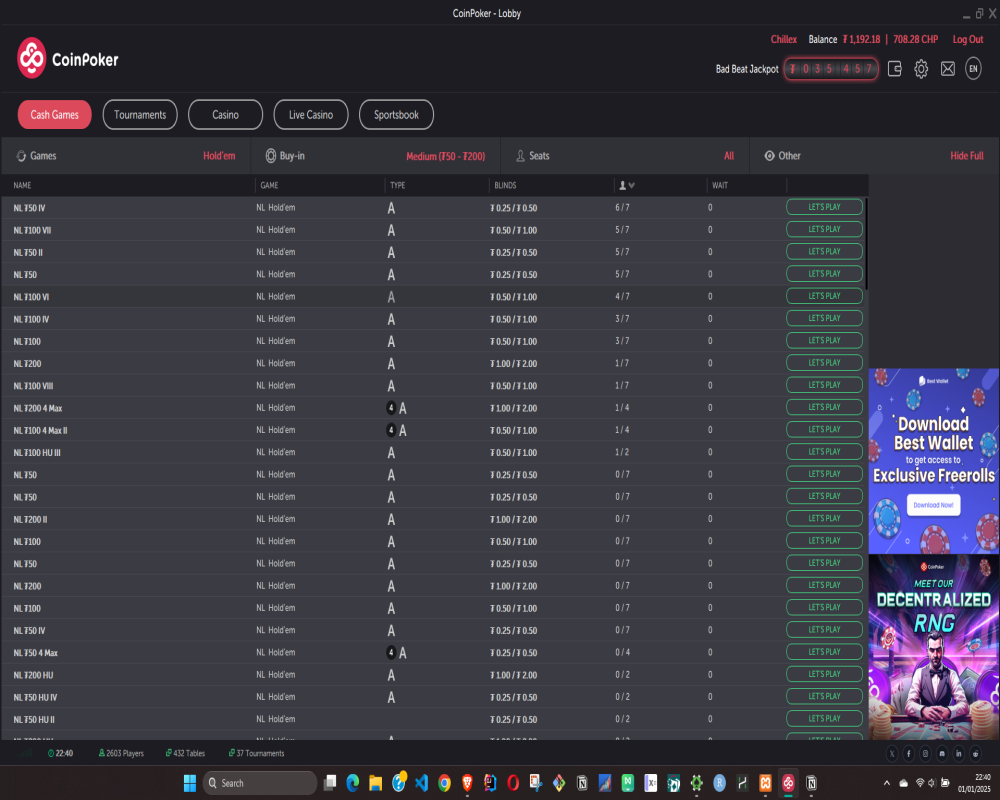 CoinPoker - Lobby
CoinPoker
Chillex Balance ₮ 1,192.18 | 708.28 CHP Log Out
Bad Beat Jackpot ₮ 0 3 5 4 5 7 EN
Cash Games Tournaments Casino Live Casino Sportsbook
Games Hold'em Buy-in Medium (₮50 - ₮200) Seats All Other Hide Full
NAME GAME TYPE BLINDS WAIT
NL ₮50 IV NL Hold'em A ₮ 0.25 / ₮ 0.50 6 / 7 0 LET'S PLAY
NL ₮100 VII NL Hold'em A ₮ 0.50 / ₮ 1.00 5 / 7 0 LET'S PLAY
NL ₮50 II NL Hold'em A ₮ 0.25 / ₮ 0.50 5 / 7 0 LET'S PLAY
NL ₮50 NL Hold'em A ₮ 0.25 / ₮ 0.50 5 / 7 0 LET'S PLAY
NL ₮100 VI NL Hold'em A ₮ 0.50 / ₮ 1.00 4 / 7 0 LET'S PLAY
NL ₮100 IV NL Hold'em A ₮ 0.50 / ₮ 1.00 3 / 7 0 LET'S PLAY
NL ₮100 NL Hold'em A ₮ 0.50 / ₮ 1.00 3 / 7 0 LET'S PLAY
NL ₮200 NL Hold'em A ₮ 1.00 / ₮ 2.00 1 / 7 0 LET'S PLAY
NL ₮100 VIII NL Hold'em A ₮ 0.50 / ₮ 1.00 1 / 7 0 LET'S PLAY
NL ₮200 4 Max NL Hold'em 4 A ₮ 1.00 / ₮ 2.00 1 / 4 0 LET'S PLAY
NL ₮100 4 Max II NL Hold'em 4 A ₮ 0.50 / ₮ 1.00 1 / 4 0 LET'S PLAY
NL ₮100 HU III NL Hold'em A ₮ 0.50 / ₮ 1.00 1 / 2 0 LET'S PLAY
NL ₮50 NL Hold'em A ₮ 0.25 / ₮ 0.50 0 / 7 0 LET'S PLAY
NL ₮50 NL Hold'em A ₮ 0.25 / ₮ 0.50 0 / 7 0 LET'S PLAY
NL ₮200 II NL Hold'em A ₮ 1.00 / ₮ 2.00 0 / 7 0 LET'S PLAY
NL ₮100 NL Hold'em A ₮ 0.50 / ₮ 1.00 0 / 7 0 LET'S PLAY
NL ₮50 NL Hold'em A ₮ 0.25 / ₮ 0.50 0 / 7 0 LET'S PLAY
NL ₮200 NL Hold'em A ₮ 1.00 / ₮ 2.00 0 / 7 0 LET'S PLAY
NL ₮100 NL Hold'em A ₮ 0.50 / ₮ 1.00 0 / 7 0 LET'S PLAY
NL ₮50 IV NL Hold'em A ₮ 0.25 / ₮ 0.50 0 / 7 0 LET'S PLAY
NL ₮50 4 Max NL Hold'em 4 A ₮ 0.25 / ₮ 0.50 0 / 4 0 LET'S PLAY
NL ₮200 HU NL Hold'em A ₮ 1.00 / ₮ 2.00 0 / 2 0 LET'S PLAY
NL ₮50 HU IV NL Hold'em A ₮ 0.25 / ₮ 0.50 0 / 2 0 LET'S PLAY
NL ₮50 HU II NL Hold'em ₮ 0.25 / ₮ 0.50 0 / 2 0 LET'S PLAY
Best Wallet
Download
Best Wallet
to get access to
Exclusive Freerolls
Download Now!
CoinPoker
MEET OUR
DECENTRALIZED
RNG
22:40 2603 Players 432 Tables 37 Tournaments
Search
22:40
01/01/2025